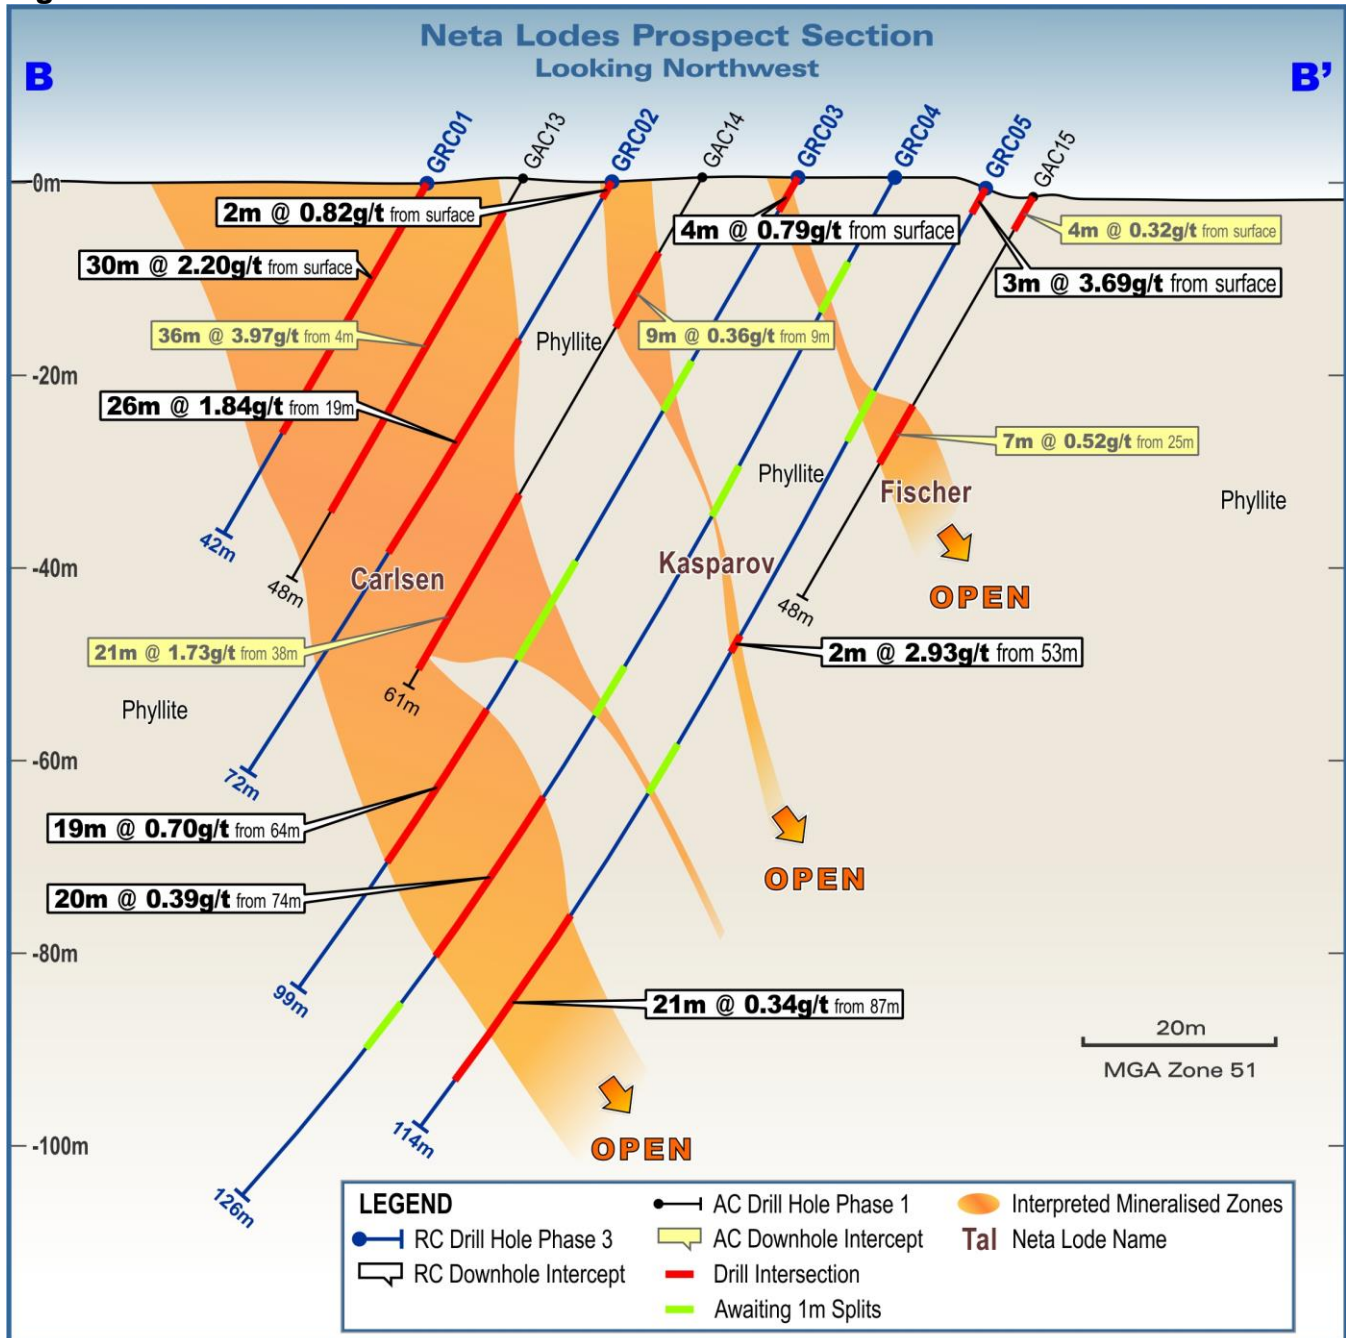 Neta Lodes Prospect Section
Looking Northwest
B
B’
GRC01
GAC13
GRC02
GAC14
GRC03
GRC04
GRC05
GAC15
0m
2m @ 0.82g/t from surface
4m @ 0.79g/t from surface
4m @ 0.32g/t from surface
30m @ 2.20g/t from surface
3m @ 3.69g/t from surface
36m @ 3.97g/t from 4m
Phyllite
9m @ 0.36g/t from 9m
-20m
26m @ 1.84g/t from 19m
7m @ 0.52g/t from 25m
Phyllite
Fischer
Phyllite
42m
-40m
Carlsen
Kasparov
48m
48m
OPEN
21m @ 1.73g/t from 38m
2m @ 2.93g/t from 53m
61m
Phyllite
-60m
72m
19m @ 0.70g/t from 64m
OPEN
20m @ 0.39g/t from 74m
-80m
99m
21m @ 0.34g/t from 87m
20m
MGA Zone 51
-100m
114m
OPEN
126m
LEGEND
RC Drill Hole Phase 3
RC Downhole Intercept
AC Drill Hole Phase 1
AC Downhole Intercept
Drill Intersection
Awaiting 1m Splits
Interpreted Mineralised Zones
Tal Neta Lode Name